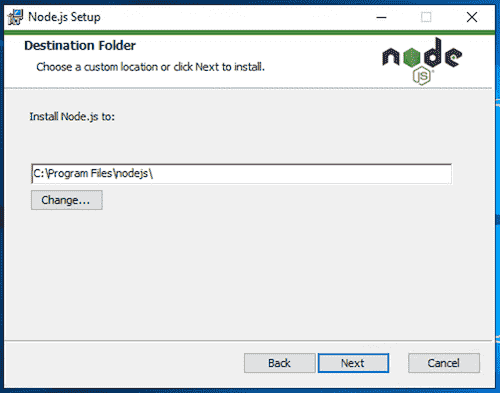 Node.js Setup
Destination Folder
Choose a custom location or click Next to install.
node
JS
Install Node.js to:
C:\Program Files\nodejs\
Change...
Back Next Cancel